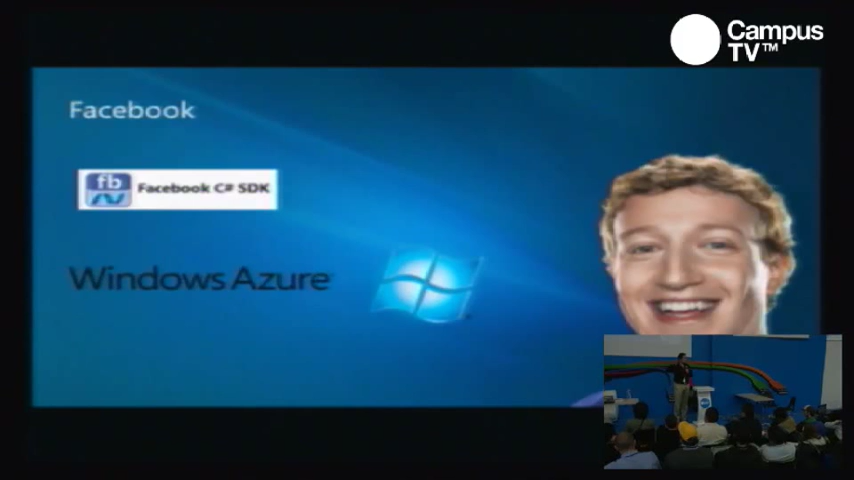 Campus
TV™
Facebook
fb
Facebook C# SDK
Windows Azure